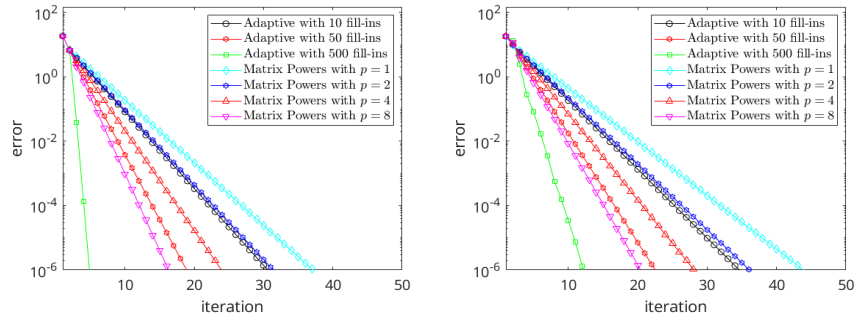 10^2
10^0
10^-2
10^-4
10^-6
error
10
20
30
40
50
iteration
Adaptive with 10 fill-ins
Adaptive with 50 fill-ins
Adaptive with 500 fill-ins
Matrix Powers with p = 1
Matrix Powers with p = 2
Matrix Powers with p = 4
Matrix Powers with p = 8
10^2
10^0
10^-2
10^-4
10^-6
error
10
20
30
40
50
iteration
Adaptive with 10 fill-ins
Adaptive with 50 fill-ins
Adaptive with 500 fill-ins
Matrix Powers with p = 1
Matrix Powers with p = 2
Matrix Powers with p = 4
Matrix Powers with p = 8